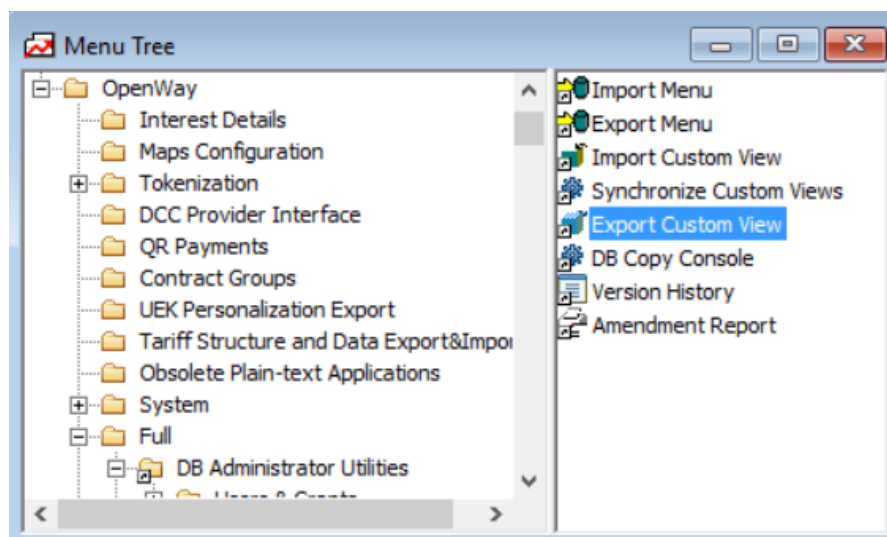 Menu Tree
OpenWay
Interest Details
Maps Configuration
Tokenization
DCC Provider Interface
QR Payments
Contract Groups
UEK Personalization Export
Tariff Structure and Data Export&Impor
Obsolete Plain-text Applications
System
Full
DB Administrator Utilities
Users & Grants
Import Menu
Export Menu
Import Custom View
Synchronize Custom Views
Export Custom View
DB Copy Console
Version History
Amendment Report